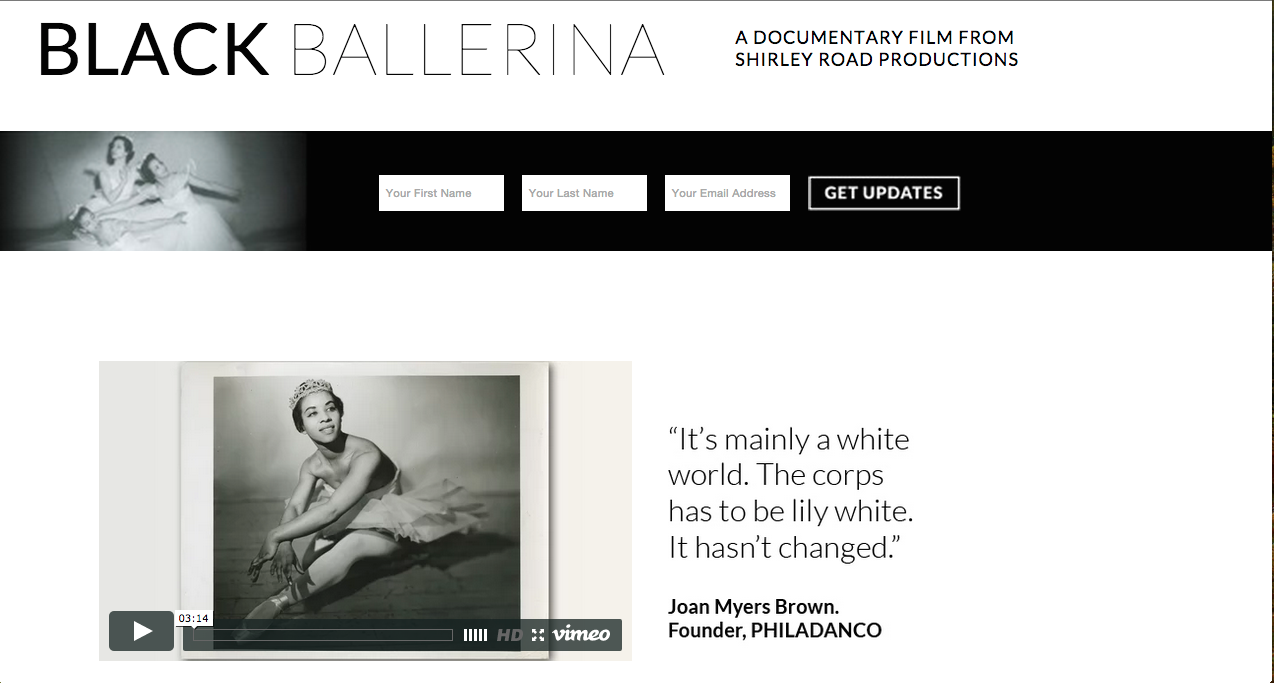 BLACK BALLERINA
A DOCUMENTARY FILM FROM
SHIRLEY ROAD PRODUCTIONS
Your First Name
Your Last Name
Your Email Address
GET UPDATES
“It’s mainly a white
world. The corps
has to be lily white.
It hasn’t changed.”
Joan Myers Brown.
Founder, PHILADANCO
03:14
HD
vimeo